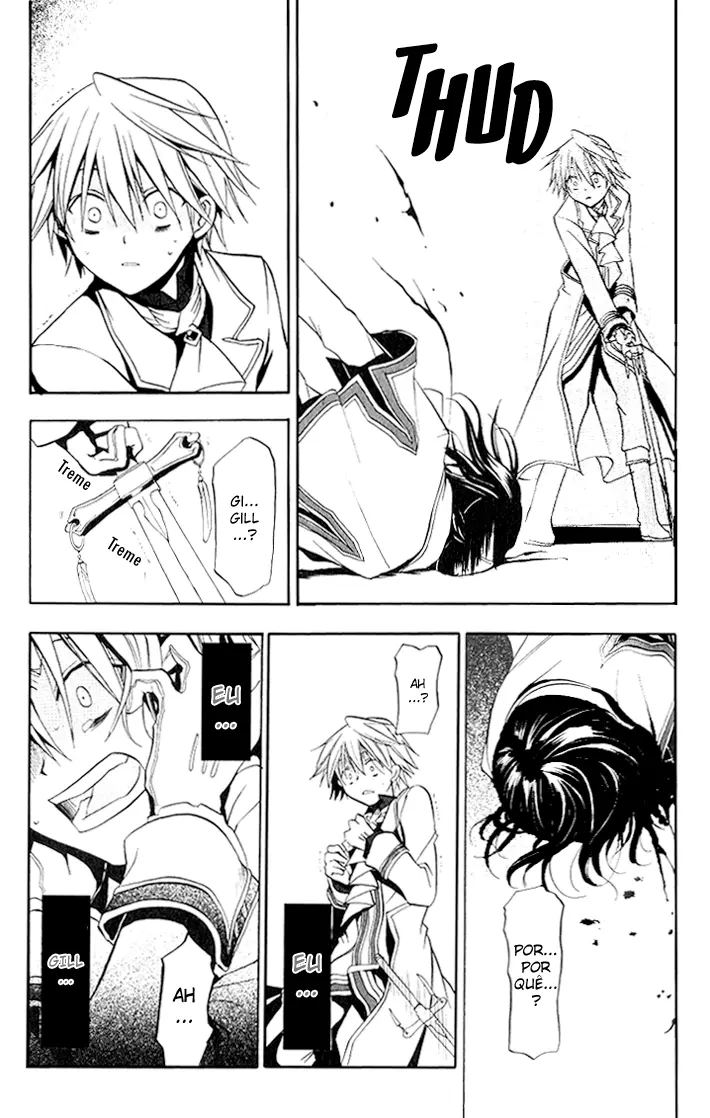 THUD
GI...
GILL
...?
Treme
Treme
POR...
POR
QUÊ...
?
AH
...?
EU
...
EU
...
GILL
...
AH
...